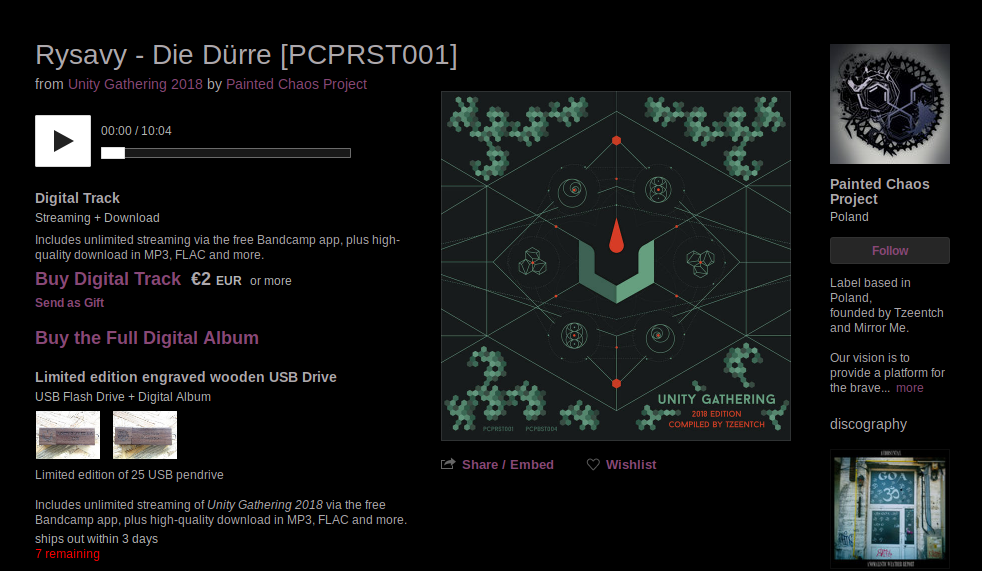 Rysavy - Die Dürre [PCPRST001]
from Unity Gathering 2018 by Painted Chaos Project
00:00 / 10:04
Digital Track
Streaming + Download
Includes unlimited streaming via the free Bandcamp app, plus high-
quality download in MP3, FLAC and more.
Buy Digital Track €2 EUR or more
Send as Gift
Buy the Full Digital Album
Limited edition engraved wooden USB Drive
USB Flash Drive + Digital Album
Limited edition of 25 USB pendrive
Includes unlimited streaming of Unity Gathering 2018 via the free
Bandcamp app, plus high-quality download in MP3, FLAC and more.
ships out within 3 days
7 remaining
UNITY GATHERING
2018 EDITION
COMPILED BY TZEENTCH
PCPRST001
PCPBST004
Share / Embed
Wishlist
Painted Chaos
Project
Poland
Follow
Label based in
Poland,
founded by Tzeentch
and Mirror Me.
Our vision is to
provide a platform for
the brave... more
discography
GOA